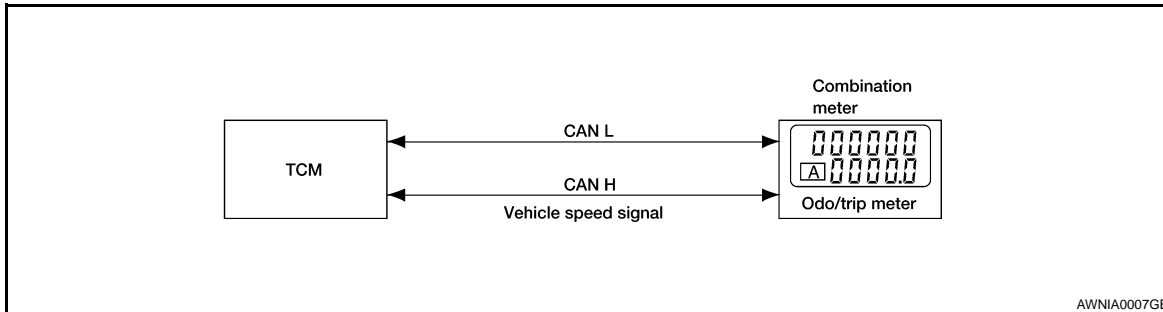 Combination
meter
CAN L
000000
TCM
A 0000.0
CAN H
Odo/trip meter
Vehicle speed signal
AWNIA0007GB